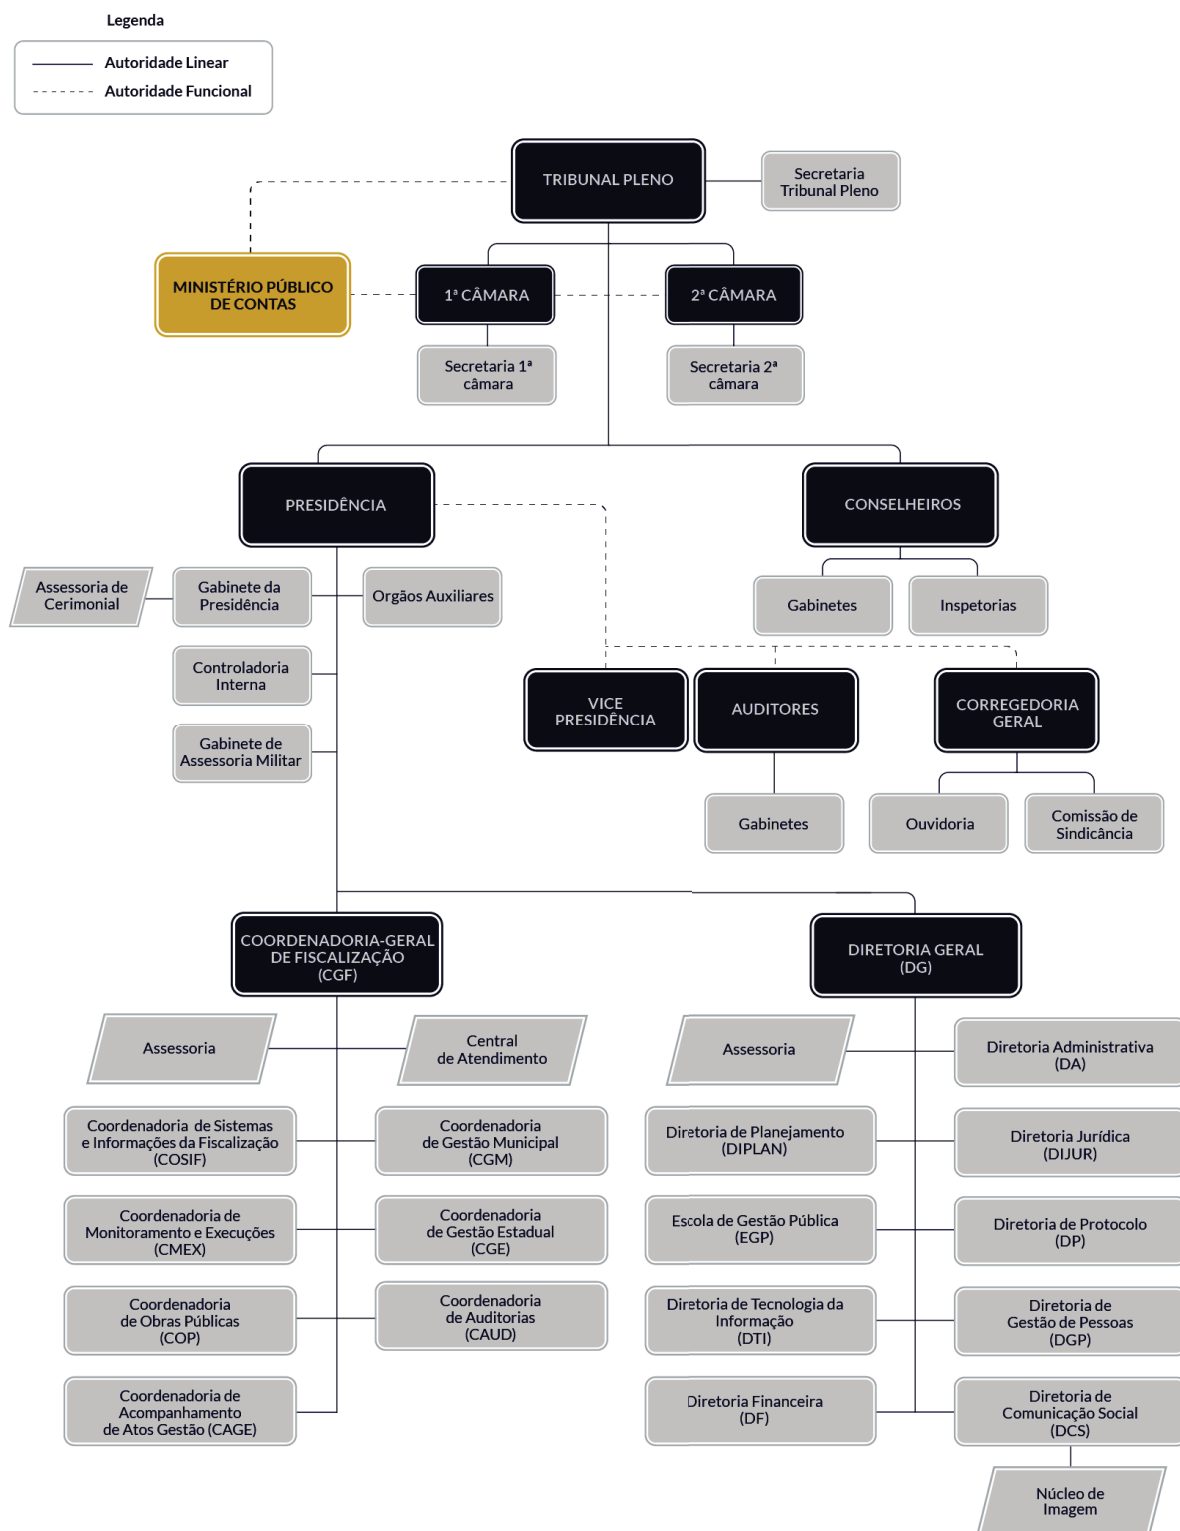 Legenda
Autoridade Linear
Autoridade Funcional
TRIBUNAL PLENO
Secretaria
Tribunal Pleno
MINISTÉRIO PÚBLICO
DE CONTAS
1ª CÂMARA
2ª CÂMARA
Secretaria 1ª
câmara
Secretaria 2ª
câmara
PRESIDÊNCIA
CONSELHEIROS
Assessoria de
Cerimonial
Gabinete da
Presidência
Orgãos Auxiliares
Gabinetes
Inspetorias
Controladoria
Interna
VICE
PRESIDÊNCIA
AUDITORES
CORREGEDORIA
GERAL
Gabinete de
Assessoria Militar
Gabinetes
Ouvidoria
Comissão de
Sindicância
COORDENADORIA-GERAL
DE FISCALIZAÇÃO
(CGF)
DIRETORIA GERAL
(DG)
Assessoria
Central
de Atendimento
Assessoria
Diretoria Administrativa
(DA)
Coordenadoria de Sistemas
e Informações da Fiscalização
(COSIF)
Coordenadoria
de Gestão Municipal
(CGM)
Diretoria de Planejamento
(DIPLAN)
Diretoria Jurídica
(DIJUR)
Coordenadoria de
Monitoramento e Execuções
(CMEX)
Coordenadoria
de Gestão Estadual
(CGE)
Escola de Gestão Pública
(EGP)
Diretoria de Protocolo
(DP)
Coordenadoria
de Obras Públicas
(COP)
Coordenadoria
de Auditorias
(CAUD)
Diretoria de Tecnologia da
Informação
(DTI)
Diretoria de
Gestão de Pessoas
(DGP)
Coordenadoria de
Acompanhamento
de Atos Gestão (CAGE)
Diretoria Financeira
(DF)
Diretoria de
Comunicação Social
(DCS)
Núcleo de
Imagem